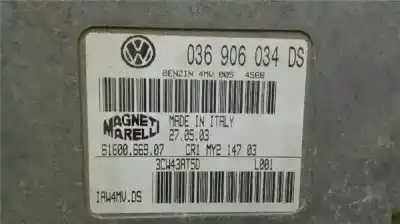 036 906 034 DS
BENZIN 4MV 005 4568
MAGNETI MARELLI
MADE IN ITALY
27.05.03
61600.669.07 CR1 MY2 147 03
3CW43AT5D L001
IAW4MV.DS